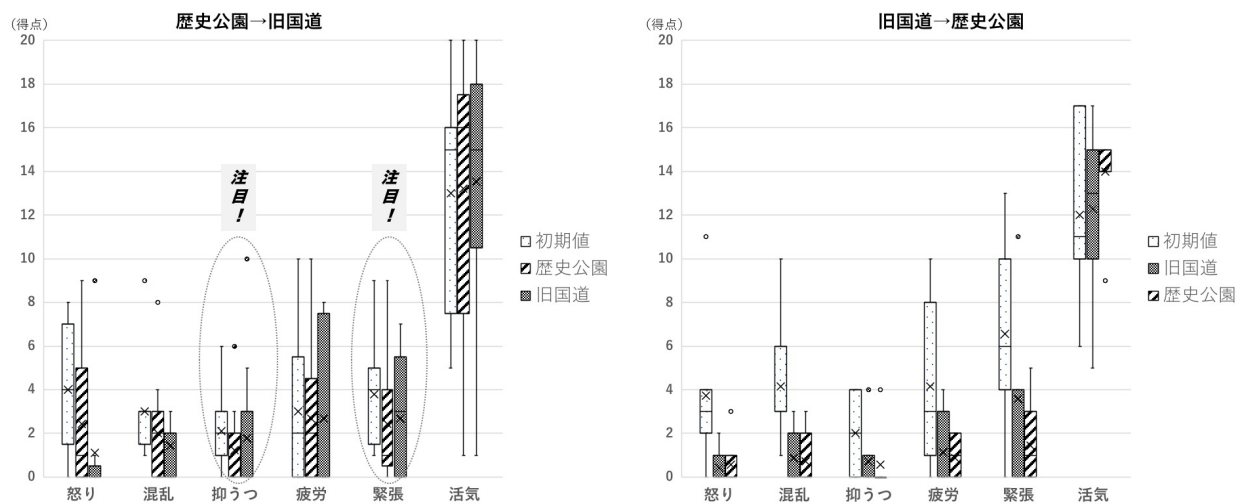 歴史公園→旧国道
(得点)
20
18
16
14
12
10
8
6
4
2
0
注目！
注目！
怒り 混乱 抑うつ 疲労 緊張 活気
初期値
歴史公園
旧国道
旧国道→歴史公園
(得点)
20
18
16
14
12
10
8
6
4
2
0
怒り 混乱 抑うつ 疲労 緊張 活気
初期値
旧国道
歴史公園